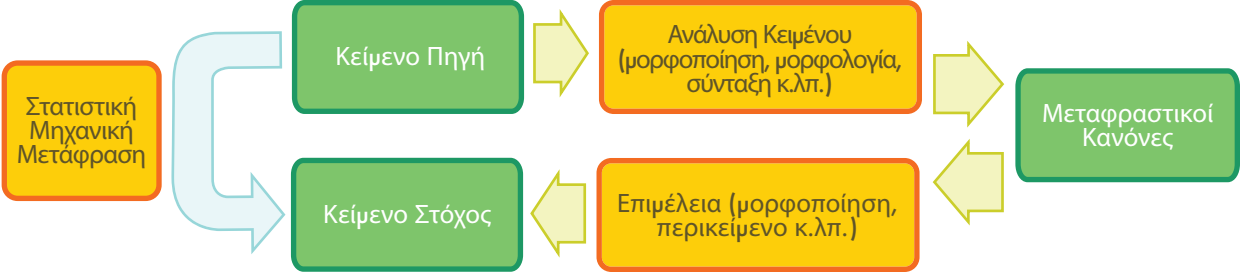 Στατιστική
Μηχανική
Μετάφραση
Κείμενο Πηγή
Ανάλυση Κειμένου
(μορφοποίηση, μορφολογία,
σύνταξη κ.λπ.)
Μεταφραστικοί
Κανόνες
Επιμέλεια (μορφοποίηση,
περικείμενο κ.λπ.)
Κείμενο Στόχος